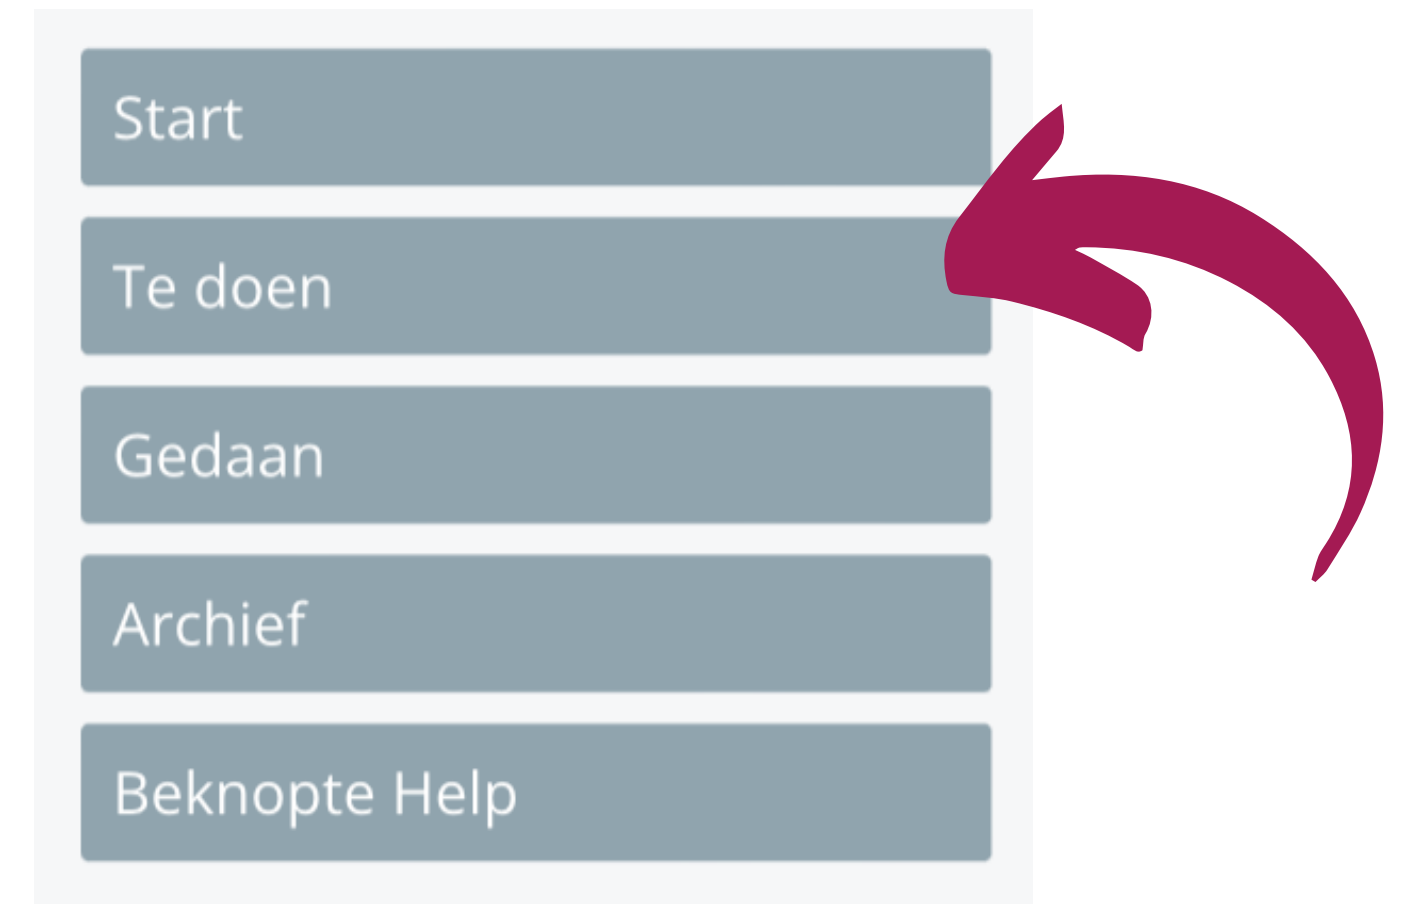 Start
Te doen
Gedaan
Archief
Beknopte Help